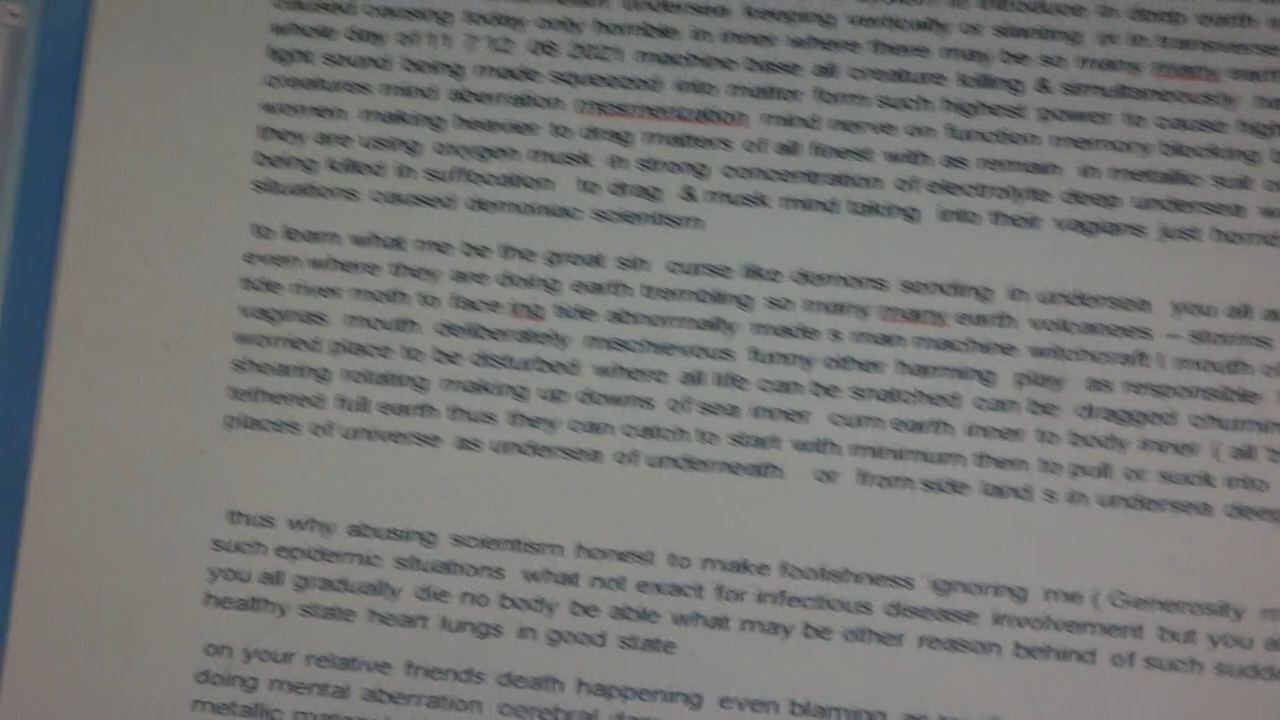 caused causing today only horrible in inner where there may be so many many earth
whole day of 11 7 12 06 2021 machine base all creature killing & simultaneously
light sound being made squeezed into matter form such highest power to cause high
creatures mind aberration mesmerization mind nerve on function memory blocking
women making heavier to drag matters of all finest with as remain in metallic suit
they are using oxygen musk in strong concentration of electrolyte deep undersea
being killed in suffocation to drag & musk mind talking into their vagians just
situations caused demoniac scientism
to learn what me be the great sin curse like demons sending in undersea you all
even where they are doing earth trembling so many many earth volcanoes - storms
tide river moth to face ing tide abnormally made s man machine witchcraft ! mouth
vaginas mouth deliberately mischievous funny other harming play as responsible
worried place to be disturbed where all life can be snatched can be dragged
shearing rotating making up downs of sea inner cum earth inner to body inner ( all
tethered full earth thus they can catch to start with minimum then to pull or suck into
places of universe as undersea of underneath or from side land s in undersea deep
thus why abusing scientism honest to make foolishness ignoring me ( Generosity
such epidemic situations what not exact for infectious disease involvement but you
you all gradually die no body be able what may be other reason behind of such
healthy state heart lungs in good state
on your relative friends death happening even blaming
doing mental aberration cerebral
metallic